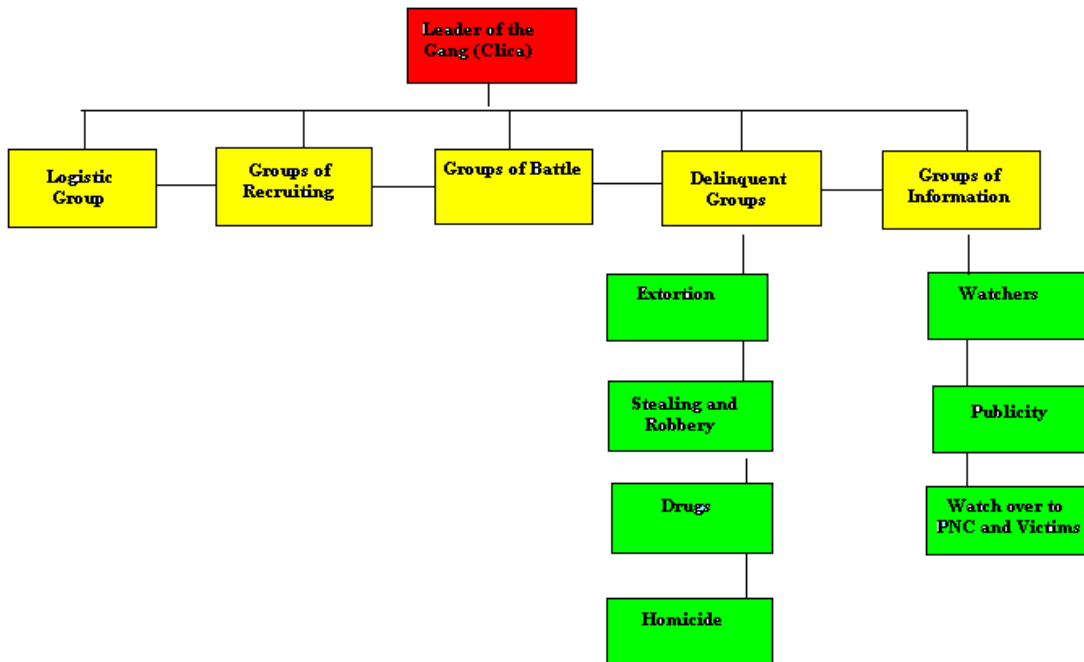 Leader of the
Gang (Clica)
Logistic
Group
Groups of
Recruiting
Groups of Battle
Delinquent
Groups
Groups of
Information
Extortion
Stealing and
Robbery
Drugs
Homicide
Watchers
Publicity
Watch over to
PNC and Victims